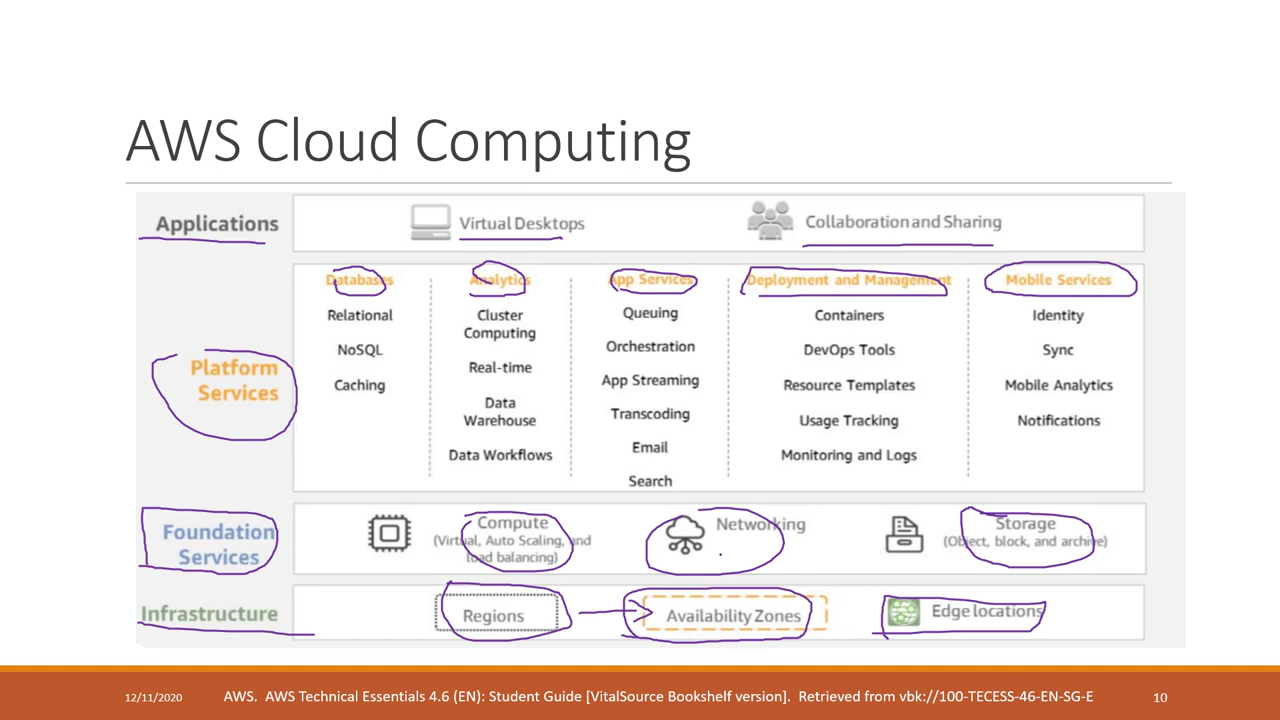 AWS Cloud Computing
Applications
Virtual Desktops
Collaboration and Sharing
Platform
Services
Databases
Relational
NoSQL
Caching
Analytics
Cluster
Computing
Real-time
Data
Warehouse
Data Workflows
App Services
Queuing
Orchestration
App Streaming
Transcoding
Email
Search
Deployment and Management
Containers
DevOps Tools
Resource Templates
Usage Tracking
Monitoring and Logs
Mobile Services
Identity
Sync
Mobile Analytics
Notifications
Foundation
Services
Compute
(Virtual, Auto Scaling, and
load balancing)
Networking
Storage
(Object, block, and archive)
Infrastructure
Regions
Availability Zones
Edge locations
12/11/2020
AWS. AWS Technical Essentials 4.6 (EN): Student Guide [VitalSource Bookshelf version]. Retrieved from vbk://100-TECESS-46-EN-SG-E
10